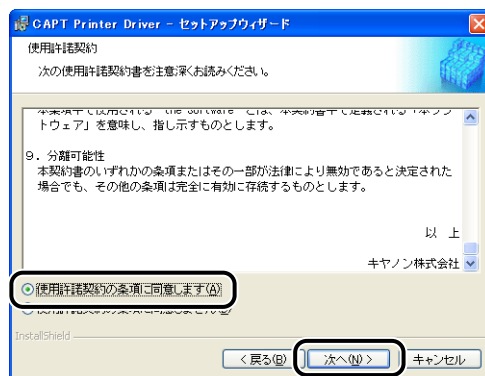 CAPT Printer Driver - セットアップウィザード
使用許諾契約
次の使用許諾契約書を注意深くお読みください。
トウェア」を意味し、指し示すものとします。
9. 分離可能性
本契約書のいずれかの条項またはその一部が法律により無効であると決定された
場合でも、その他の条項は完全に有効に存続するものとします。
以 上
キヤノン株式会社
使用許諾契約の条項に同意します(A)
InstallShield
< 戻る(B) 次へ(N) > キャンセル